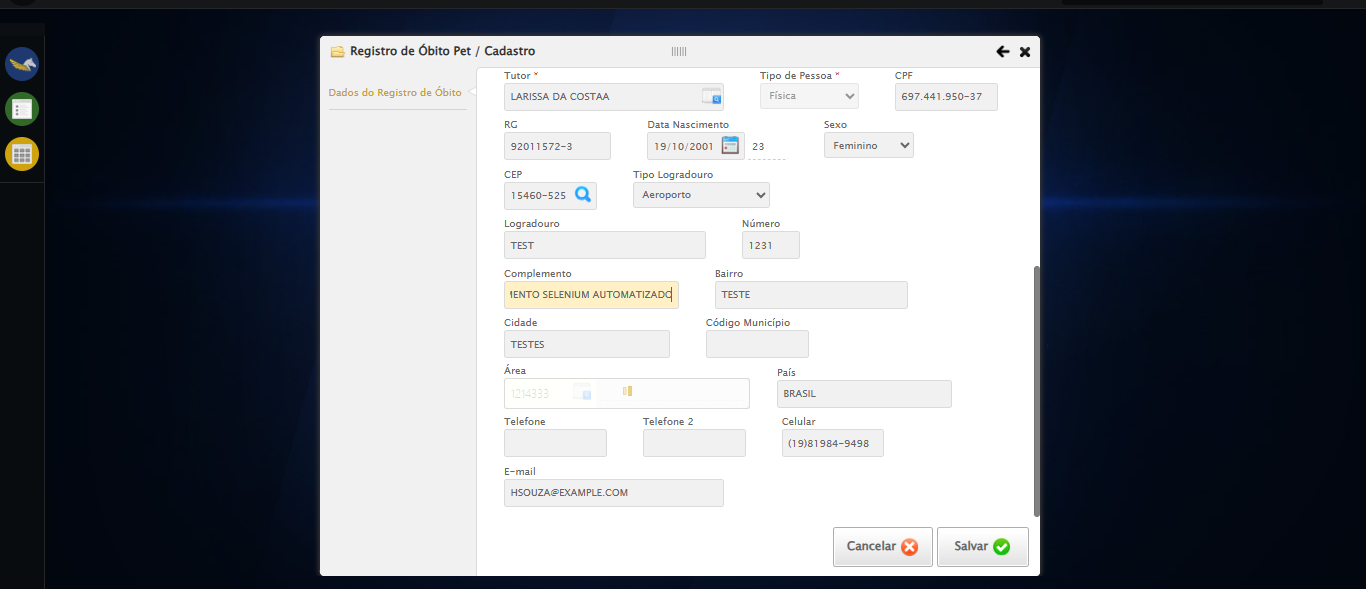 Registro de Óbito Pet / Cadastro
Dados do Registro de Óbito
Tutor * Tipo de Pessoa * CPF
LARISSA DA COSTAA Física 697.441.950-37
RG Data Nascimento Sexo
92011572-3 19/10/2001 23 Feminino
CEP Tipo Logradouro
15460-525 Aeroporto
Logradouro Número
TEST 1231
Complemento Bairro
SELENIUM AUTOMATIZADO TESTE
Cidade Código Município
TESTES
Área País
1214333 BRASIL
Telefone Telefone 2 Celular
(19)81984-9498
E-mail
HSOUZA@EXAMPLE.COM
Cancelar Salvar